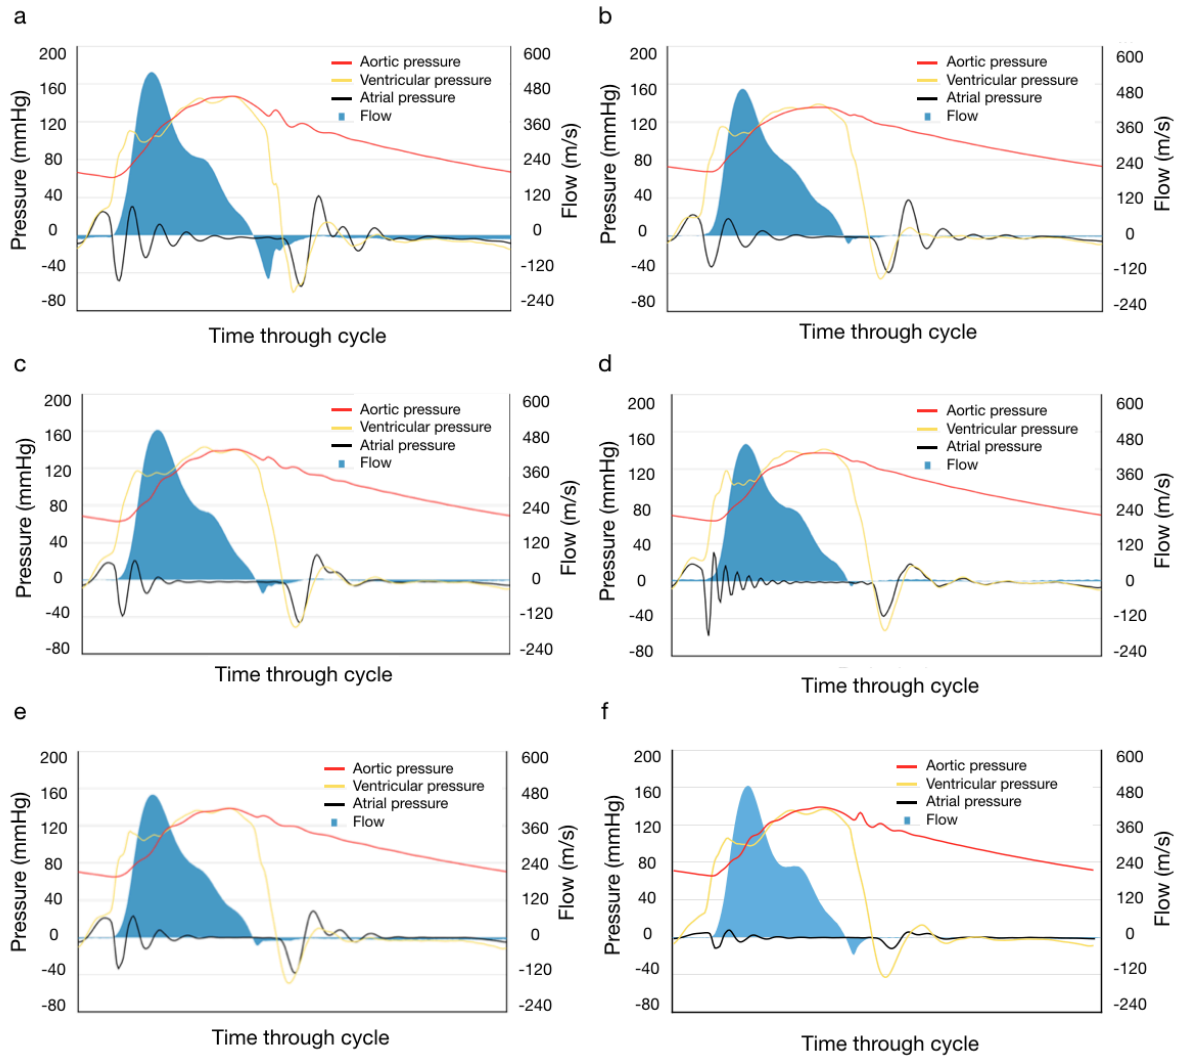 a
Pressure (mmHg)
200
160
120
80
40
0
-40
-80
Aortic pressure
Ventricular pressure
Atrial pressure
Flow
600
480
360
240
120
0
-120
-240
Flow (m/s)
Time through cycle
b
Pressure (mmHg)
200
160
120
80
40
0
-40
-80
Aortic pressure
Ventricular pressure
Atrial pressure
Flow
600
480
360
240
120
0
-120
-240
Flow (m/s)
Time through cycle
c
Pressure (mmHg)
200
160
120
80
40
0
-40
-80
Aortic pressure
Ventricular pressure
Atrial pressure
Flow
600
480
360
240
120
0
-120
-240
Flow (m/s)
Time through cycle
d
Pressure (mmHg)
200
160
120
80
40
0
-40
-80
Aortic pressure
Ventricular pressure
Atrial pressure
Flow
600
480
360
240
120
0
-120
-240
Flow (m/s)
Time through cycle
e
Pressure (mmHg)
200
160
120
80
40
0
-40
-80
Aortic pressure
Ventricular pressure
Atrial pressure
Flow
600
480
360
240
120
0
-120
-240
Flow (m/s)
Time through cycle
f
Pressure (mmHg)
200
160
120
80
40
0
-40
-80
Aortic pressure
Ventricular pressure
Atrial pressure
Flow
600
480
360
240
120
0
-120
-240
Flow (m/s)
Time through cycle